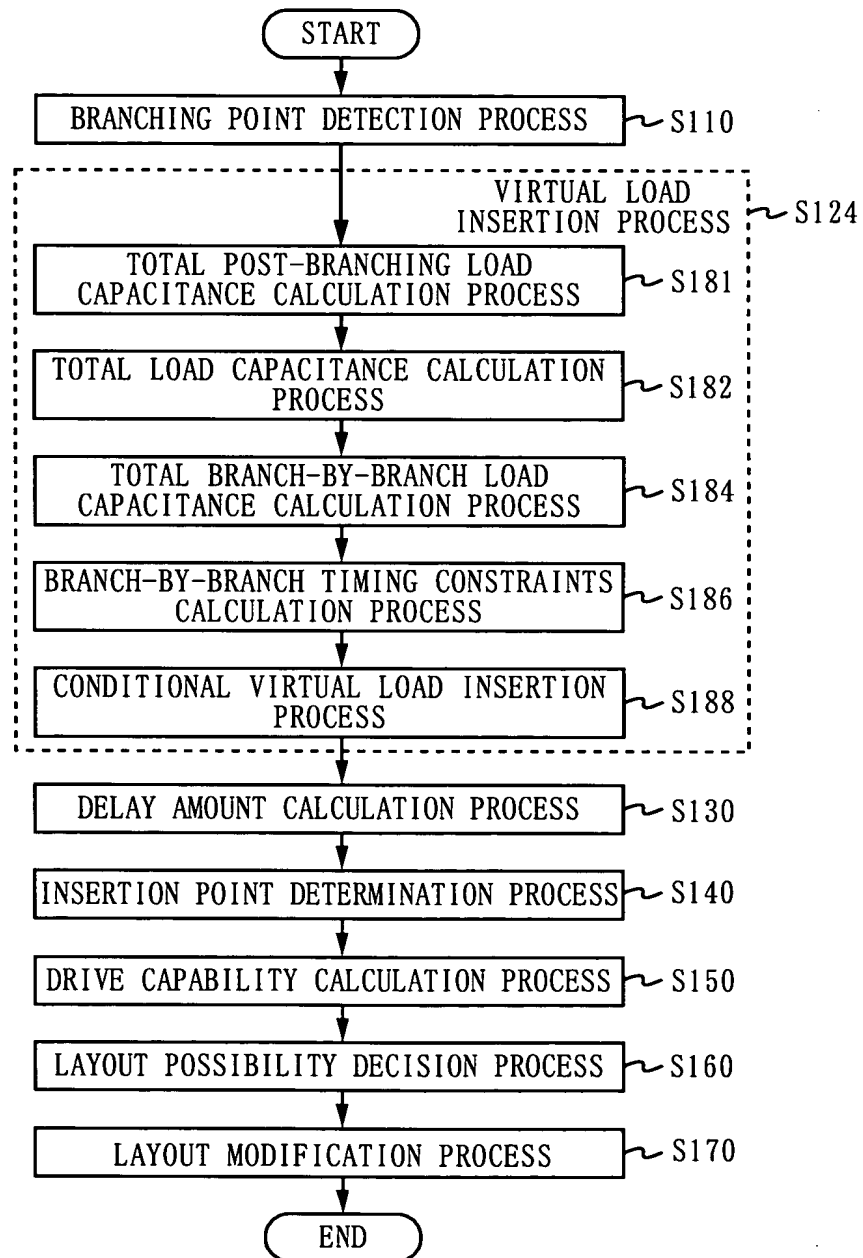 START
BRANCHING POINT DETECTION PROCESS
S110
VIRTUAL LOAD
INSERTION PROCESS
S124
TOTAL POST-BRANCHING LOAD
CAPACITANCE CALCULATION PROCESS
S181
TOTAL LOAD CAPACITANCE CALCULATION
PROCESS
S182
TOTAL BRANCH-BY-BRANCH LOAD
CAPACITANCE CALCULATION PROCESS
S184
BRANCH-BY-BRANCH TIMING CONSTRAINTS
CALCULATION PROCESS
S186
CONDITIONAL VIRTUAL LOAD INSERTION
PROCESS
S188
DELAY AMOUNT CALCULATION PROCESS
S130
INSERTION POINT DETERMINATION PROCESS
S140
DRIVE CAPABILITY CALCULATION PROCESS
S150
LAYOUT POSSIBILITY DECISION PROCESS
S160
LAYOUT MODIFICATION PROCESS
S170
END